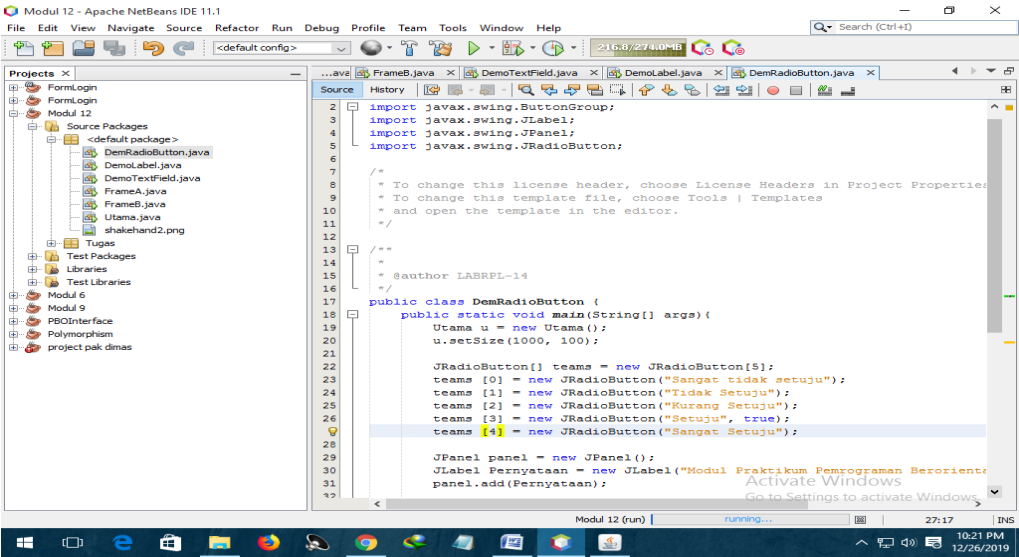 Modul 12 - Apache NetBeans IDE 11.1
File Edit View Navigate Source Refactor Run Debug Profile Team Tools Window Help
Search (Ctrl+I)
<default config>
216.8/274.0MB
Projects
FormLogin
FormLogin
Modul 12
Source Packages
<default package>
DemRadioButton.java
DemoLabel.java
DemoTextField.java
FrameA.java
FrameB.java
Utama.java
shakehand2.png
Tugas
Test Packages
Libraries
Test Libraries
Modul 6
Modul 9
PBOInterface
Polymorphism
project pak dimas
...ava FrameB.java DemoTextField.java DemoLabel.java DemRadioButton.java
Source History
2 import javax.swing.ButtonGroup;
3 import javax.swing.JLabel;
4 import javax.swing.JPanel;
5 import javax.swing.JRadioButton;
6
7 /*
8 * To change this license header, choose License Headers in Project Properties
9 * To change this template file, choose Tools | Templates
10 * and open the template in the editor.
11 */
12
13 /**
14 *
15 * @author LABRPL-14
16 */
17 public class DemRadioButton {
18 public static void main(String[] args){
19 Utama u = new Utama();
20 u.setSize(1000, 100);
21
22 JRadioButton[] teams = new JRadioButton[5];
23 teams [0] = new JRadioButton("Sangat tidak setuju");
24 teams [1] = new JRadioButton("Tidak Setuju");
25 teams [2] = new JRadioButton("Kurang Setuju");
26 teams [3] = new JRadioButton("Setuju", true);
teams [4] = new JRadioButton("Sangat Setuju");
28
29 JPanel panel = new JPanel();
30 JLabel Pernyataan = new JLabel("Modul Praktikum Pemrograman Berorienta
31 panel.add(Pernyataan);
32
Activate Windows
Go to Settings to activate Windows.
Modul 12 (run) running... 27:17 INS
10:21 PM
12/26/2019